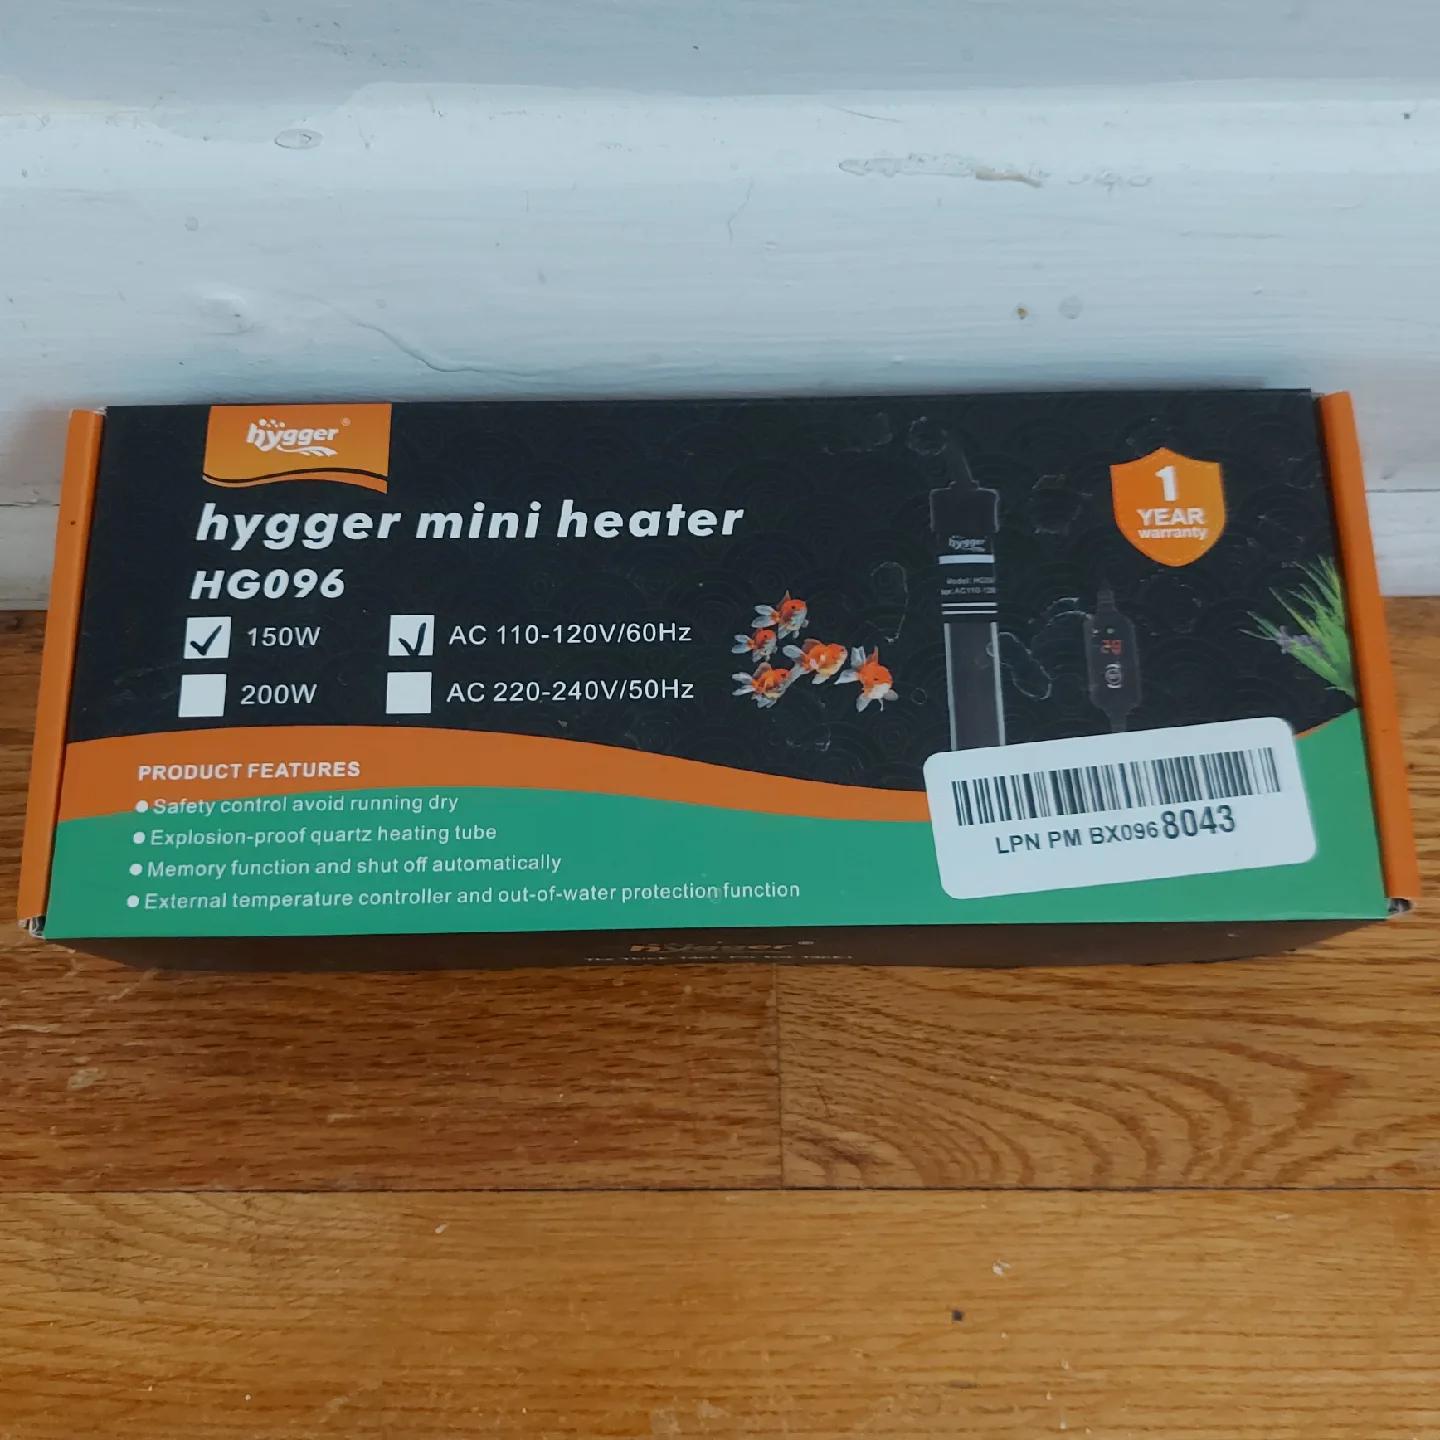 hygger®
hygger mini heater
HG096
150W
AC 110-120V/60Hz
200W
AC 220-240V/50Hz
1
YEAR
warranty
hygger
PRODUCT FEATURES
Safety control avoid running dry
Explosion-proof quartz heating tube
Memory function and shut off automatically
External temperature controller and out-of-water protection function
LPN PM BX096 8043
hygger®